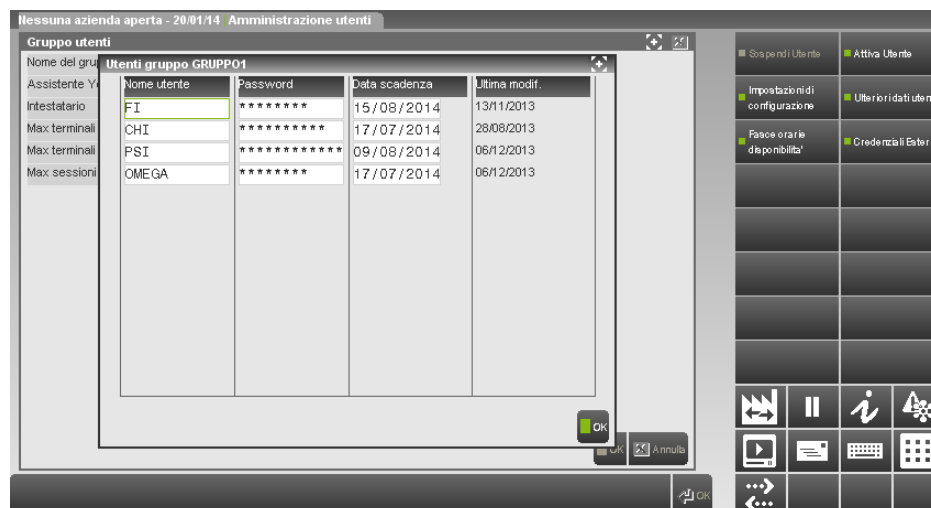 Nessuna azienda aperta - 20/01/14 Amministrazione utenti
Gruppo utenti
Nome del gru
Assistente Y
Intestatario
Max terminali
Max terminali
Max sessioni
Utenti gruppo GRUPPO1
Nome utente Password Data scadenza Ultima modif.
FI ******** 15/08/2014 13/11/2013
CHI ********** 17/07/2014 28/08/2013
PSI ************ 09/08/2014 06/12/2013
OMEGA ******** 17/07/2014 06/12/2013
OK
OK Annulla
OK
Sospendi Utente Attiva Utente
Impostazioni di
configurazione
Ulteriori dati uten
Fasce orarie
disponibilita'
Credenziali Ester